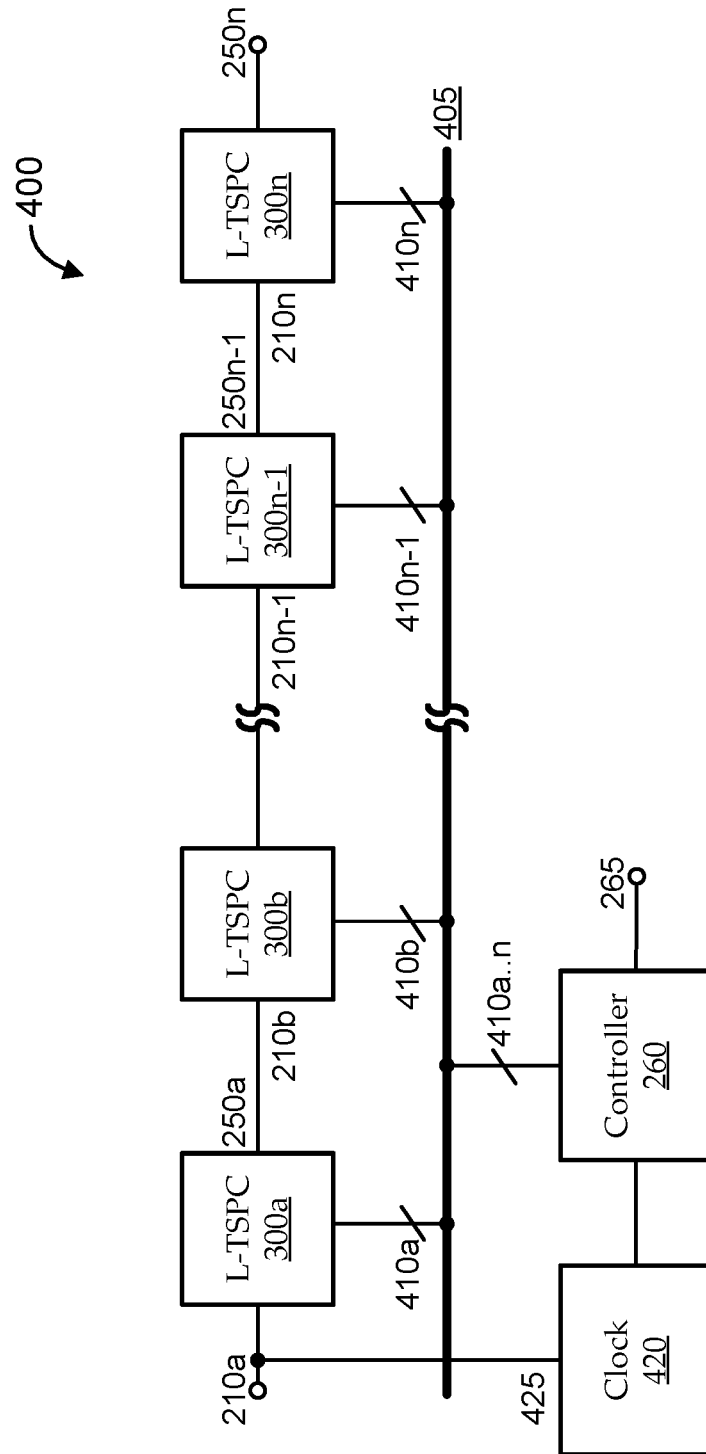 400
L-TSPC
300a
L-TSPC
300b
L-TSPC
300n-1
L-TSPC
300n
210a
250a
210b
210n-1
250n-1
210n
250n
410a
410b
410n-1
410n
405
410a..n
425
Clock
420
Controller
260
265